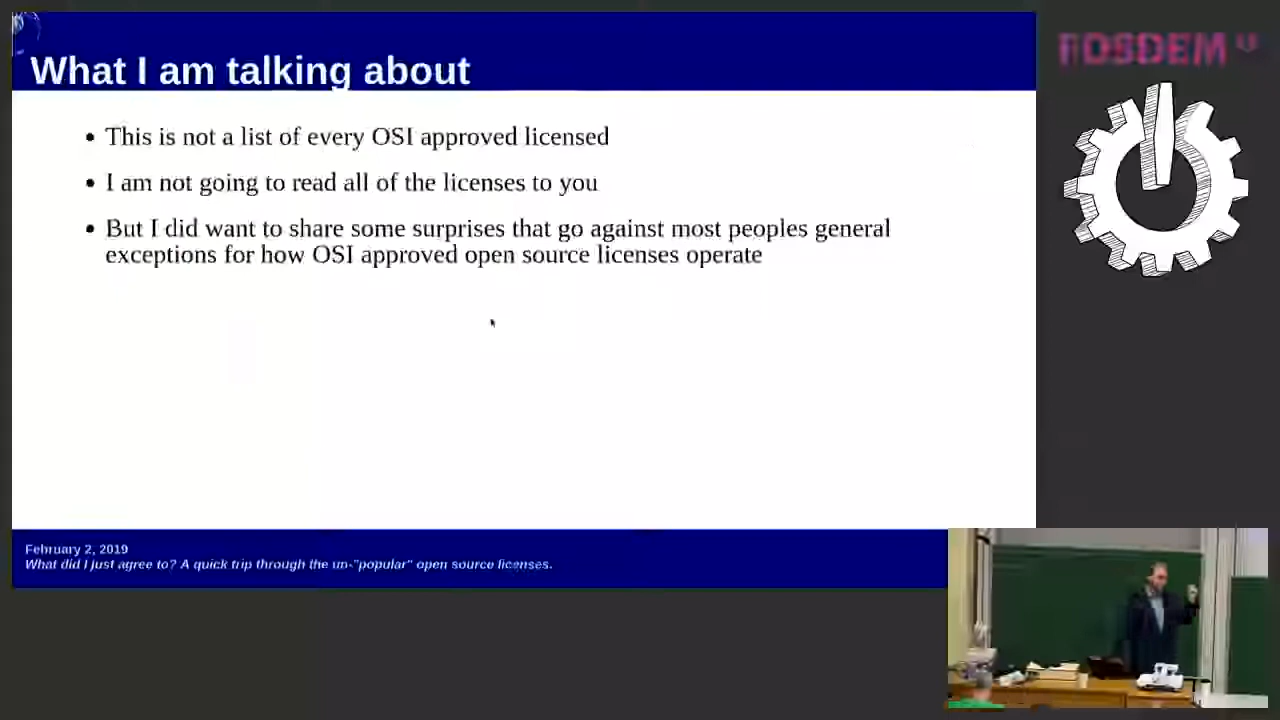 FOSDEM
What I am talking about
• This is not a list of every OSI approved licensed
• I am not going to read all of the licenses to you
• But I did want to share some surprises that go against most peoples general
exceptions for how OSI approved open source licenses operate
February 2, 2019
What did I just agree to? A quick trip through the un-"popular" open source licenses.